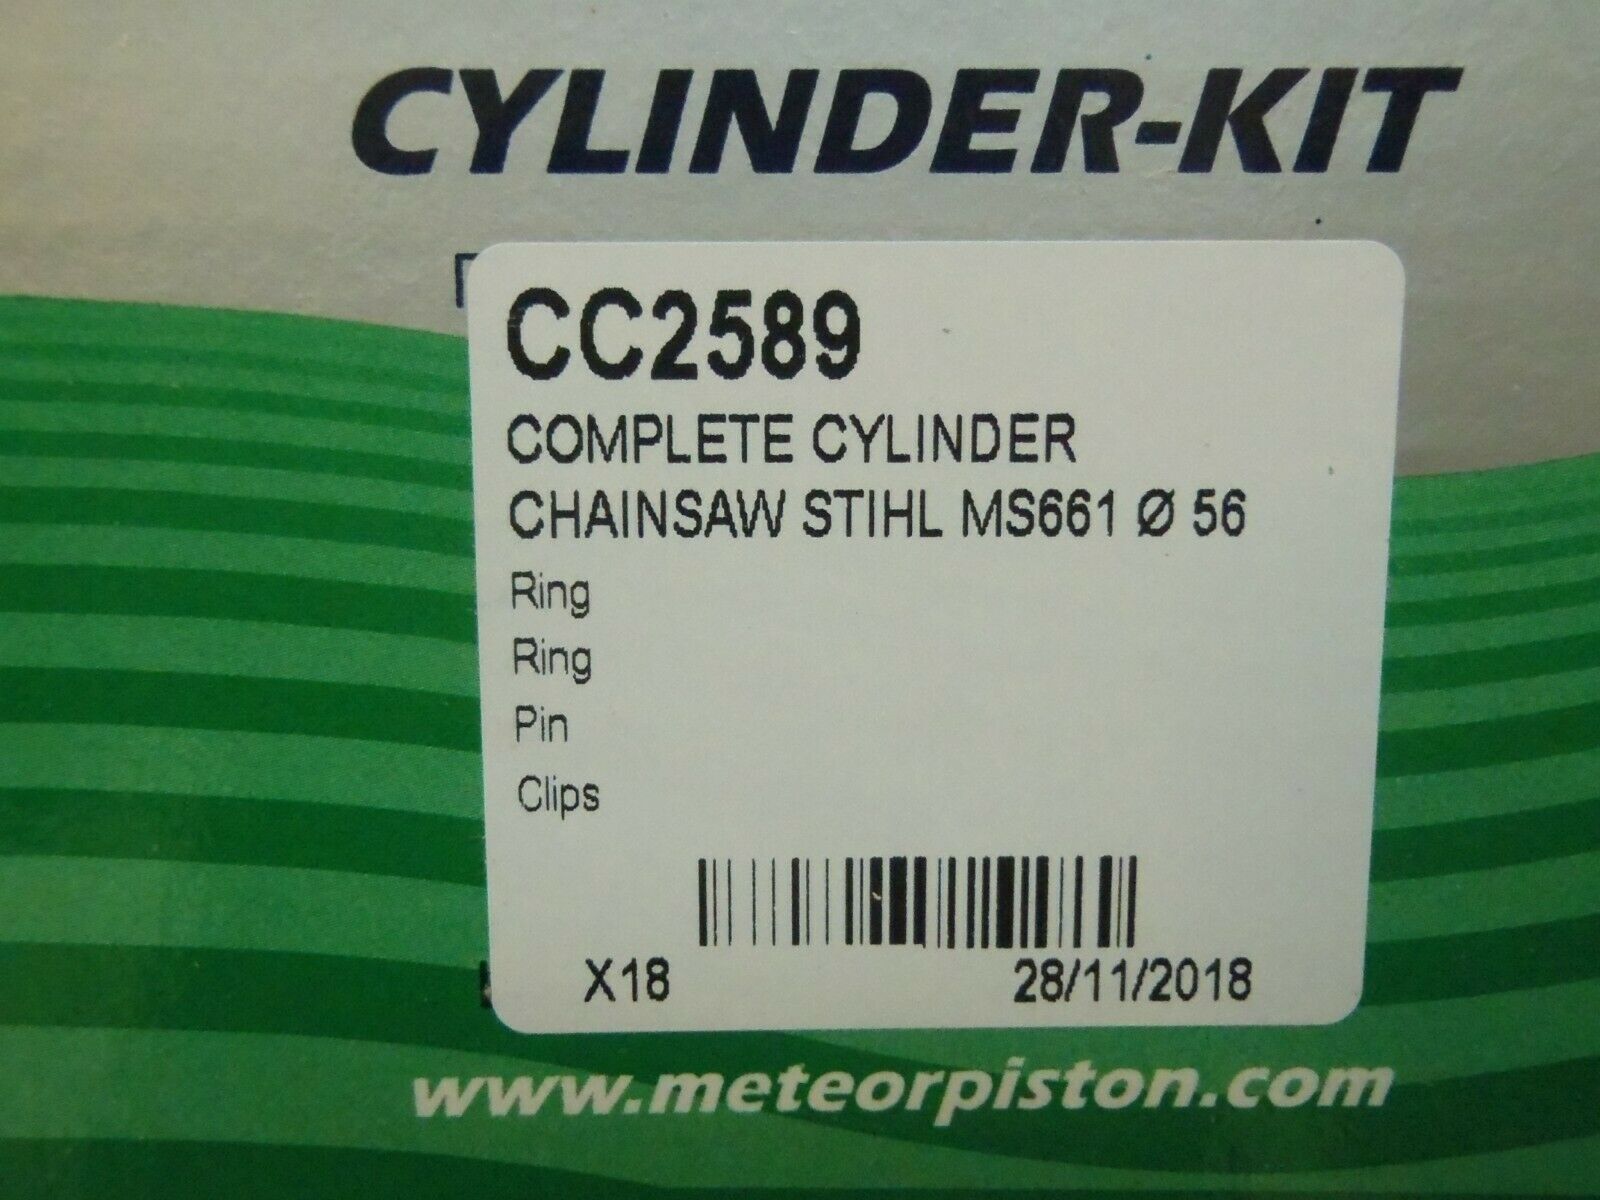 CYLINDER-KIT
CC2589
COMPLETE CYLINDER
CHAINSAW STIHL MS661 Ø 56
Ring
Ring
Pin
Clips
X18 28/11/2018
www.meteorpiston.com